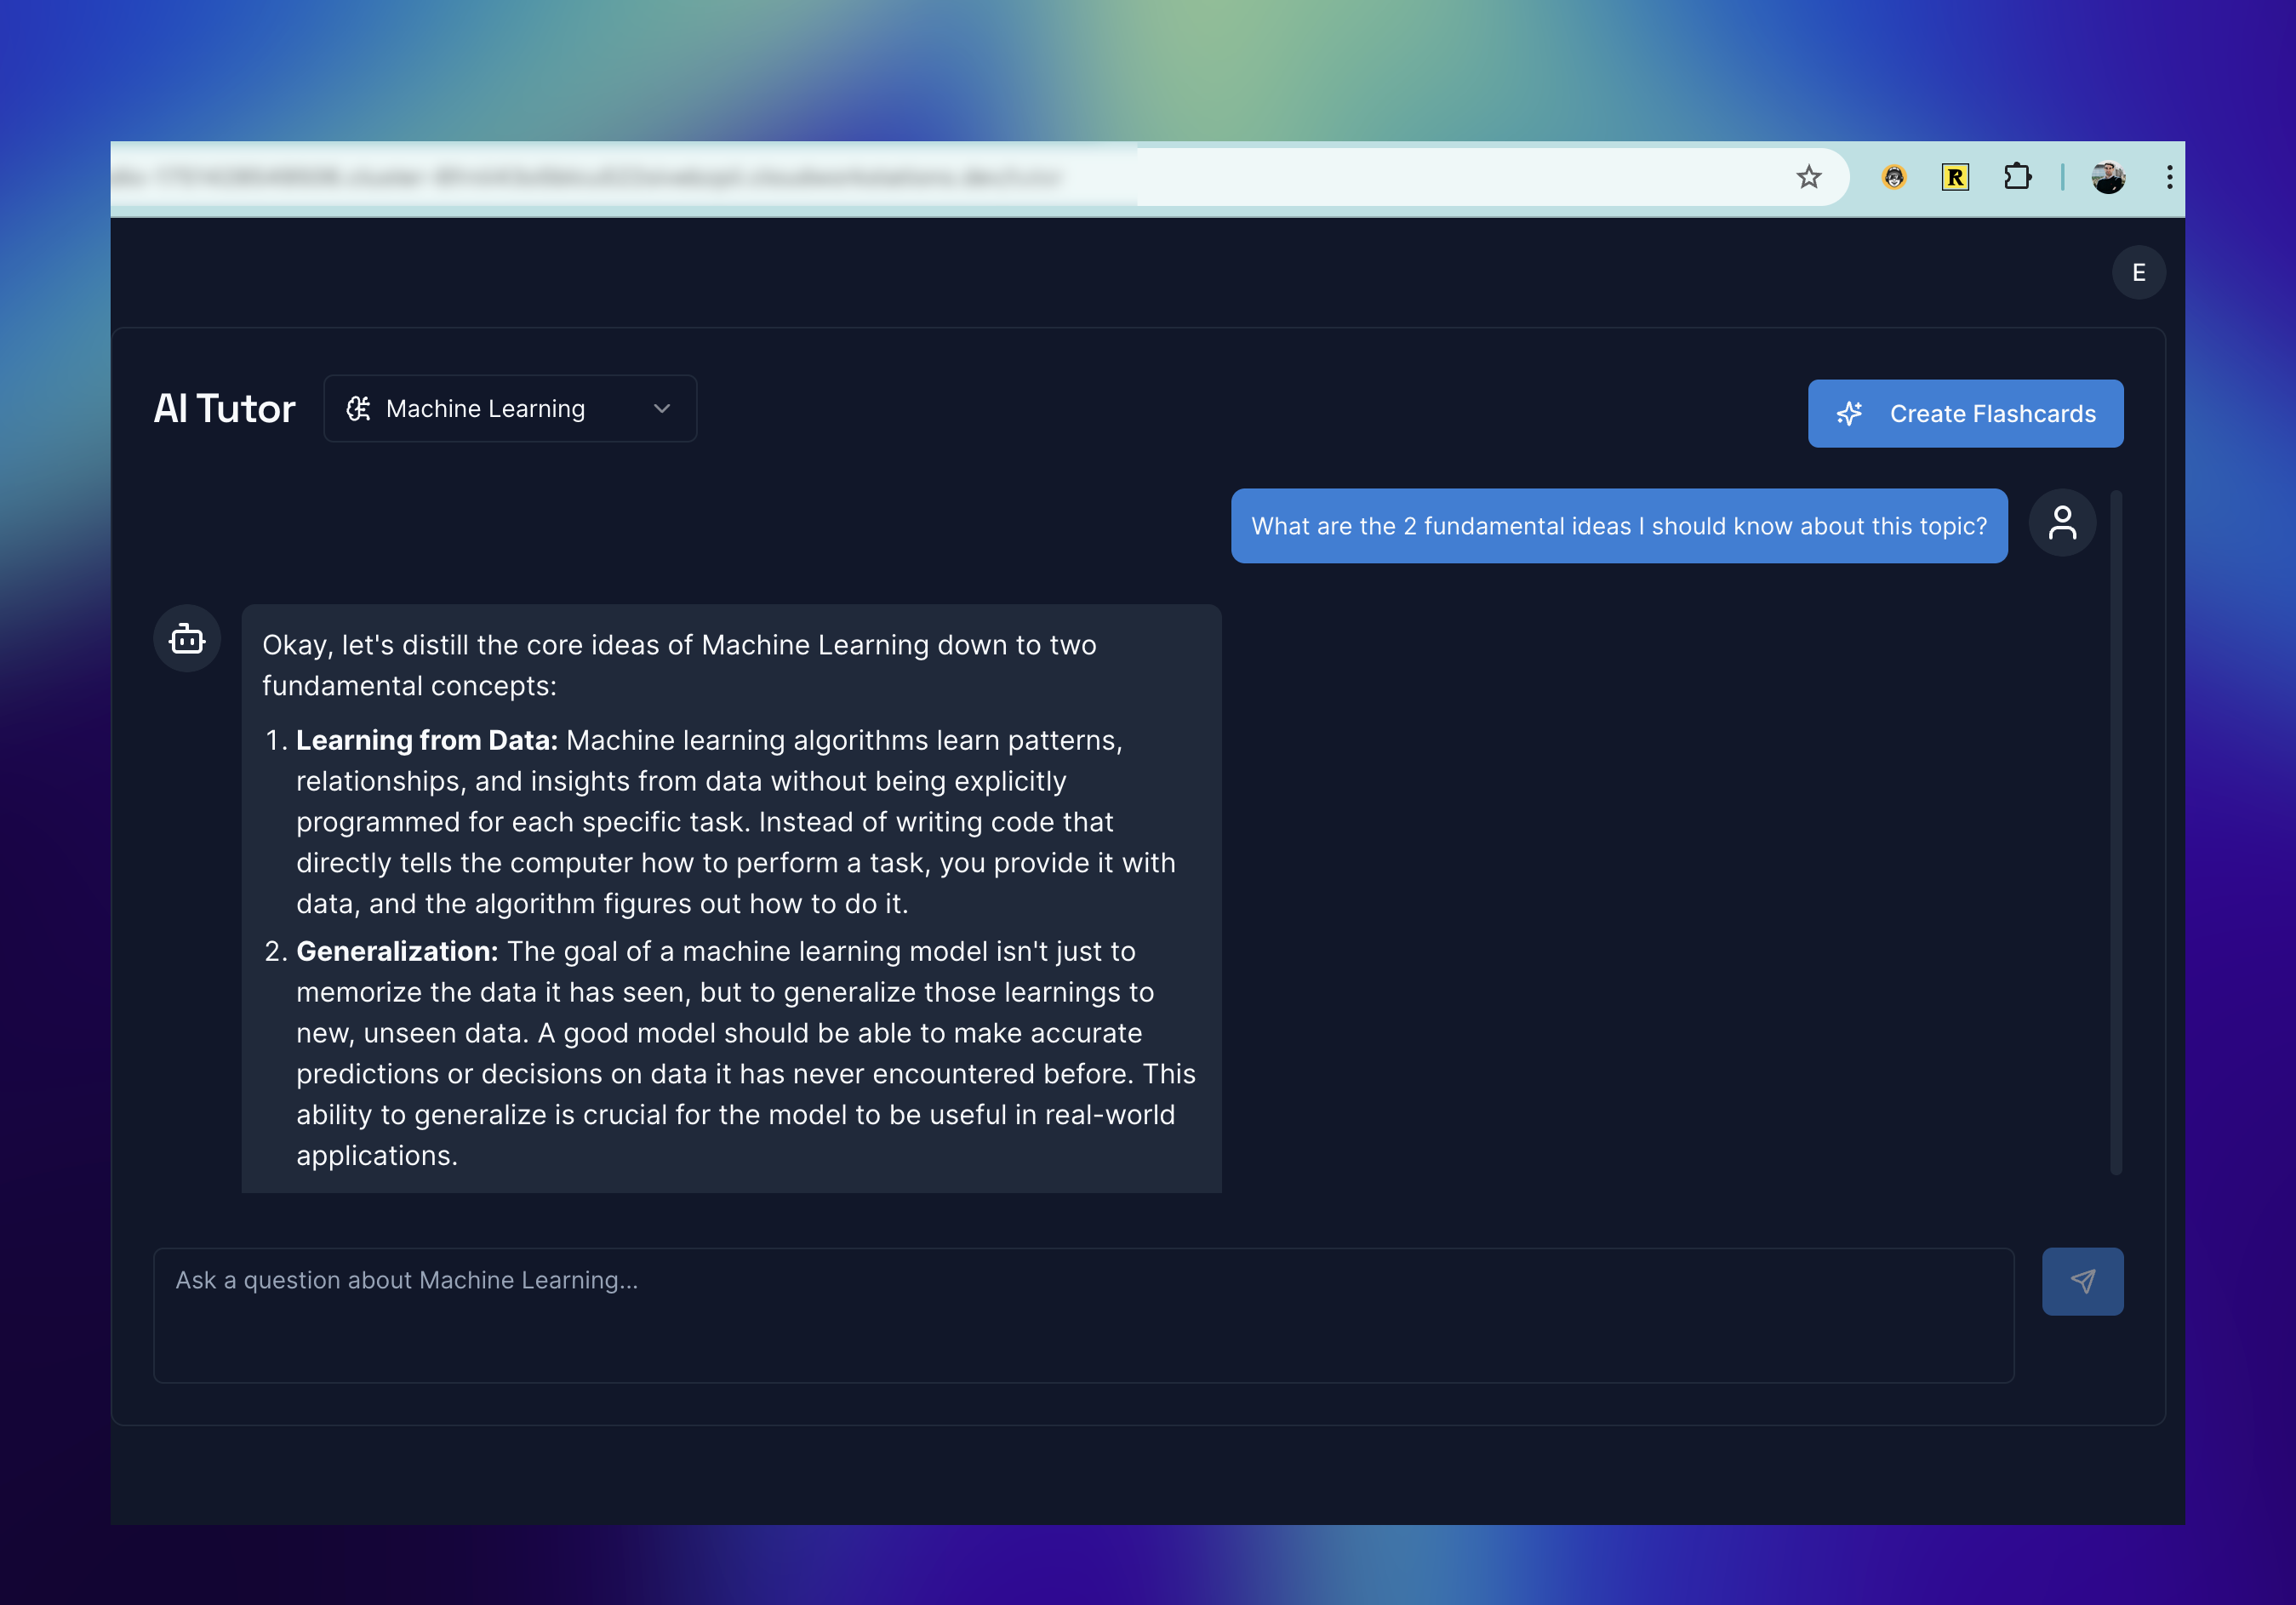 R
E
AI Tutor
Machine Learning
Create Flashcards
What are the 2 fundamental ideas I should know about this topic?
Okay, let's distill the core ideas of Machine Learning down to two
fundamental concepts:
1. Learning from Data: Machine learning algorithms learn patterns,
relationships, and insights from data without being explicitly
programmed for each specific task. Instead of writing code that
directly tells the computer how to perform a task, you provide it with
data, and the algorithm figures out how to do it.
2. Generalization: The goal of a machine learning model isn't just to
memorize the data it has seen, but to generalize those learnings to
new, unseen data. A good model should be able to make accurate
predictions or decisions on data it has never encountered before. This
ability to generalize is crucial for the model to be useful in real-world
applications.
Ask a question about Machine Learning...